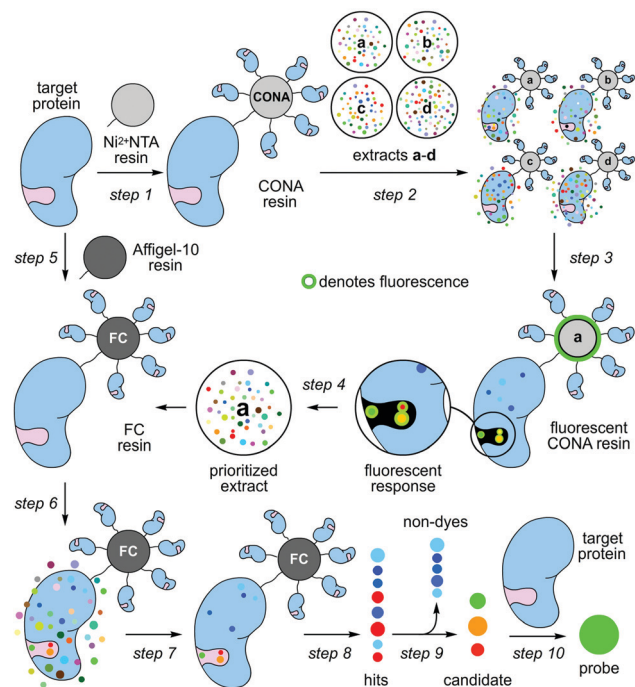 target
protein
Ni²⁺NTA
resin
step 1
CONA
CONA
resin
a
b
c
d
extracts a-d
step 2
a
b
c
d
step 3
denotes fluorescence
a
fluorescent
CONA resin
fluorescent
response
step 4
a
prioritized
extract
step 5
Affigel-10
resin
FC
FC
resin
step 6
FC
step 7
FC
step 8
hits
non-dyes
step 9
candidate
target
protein
step 10
probe